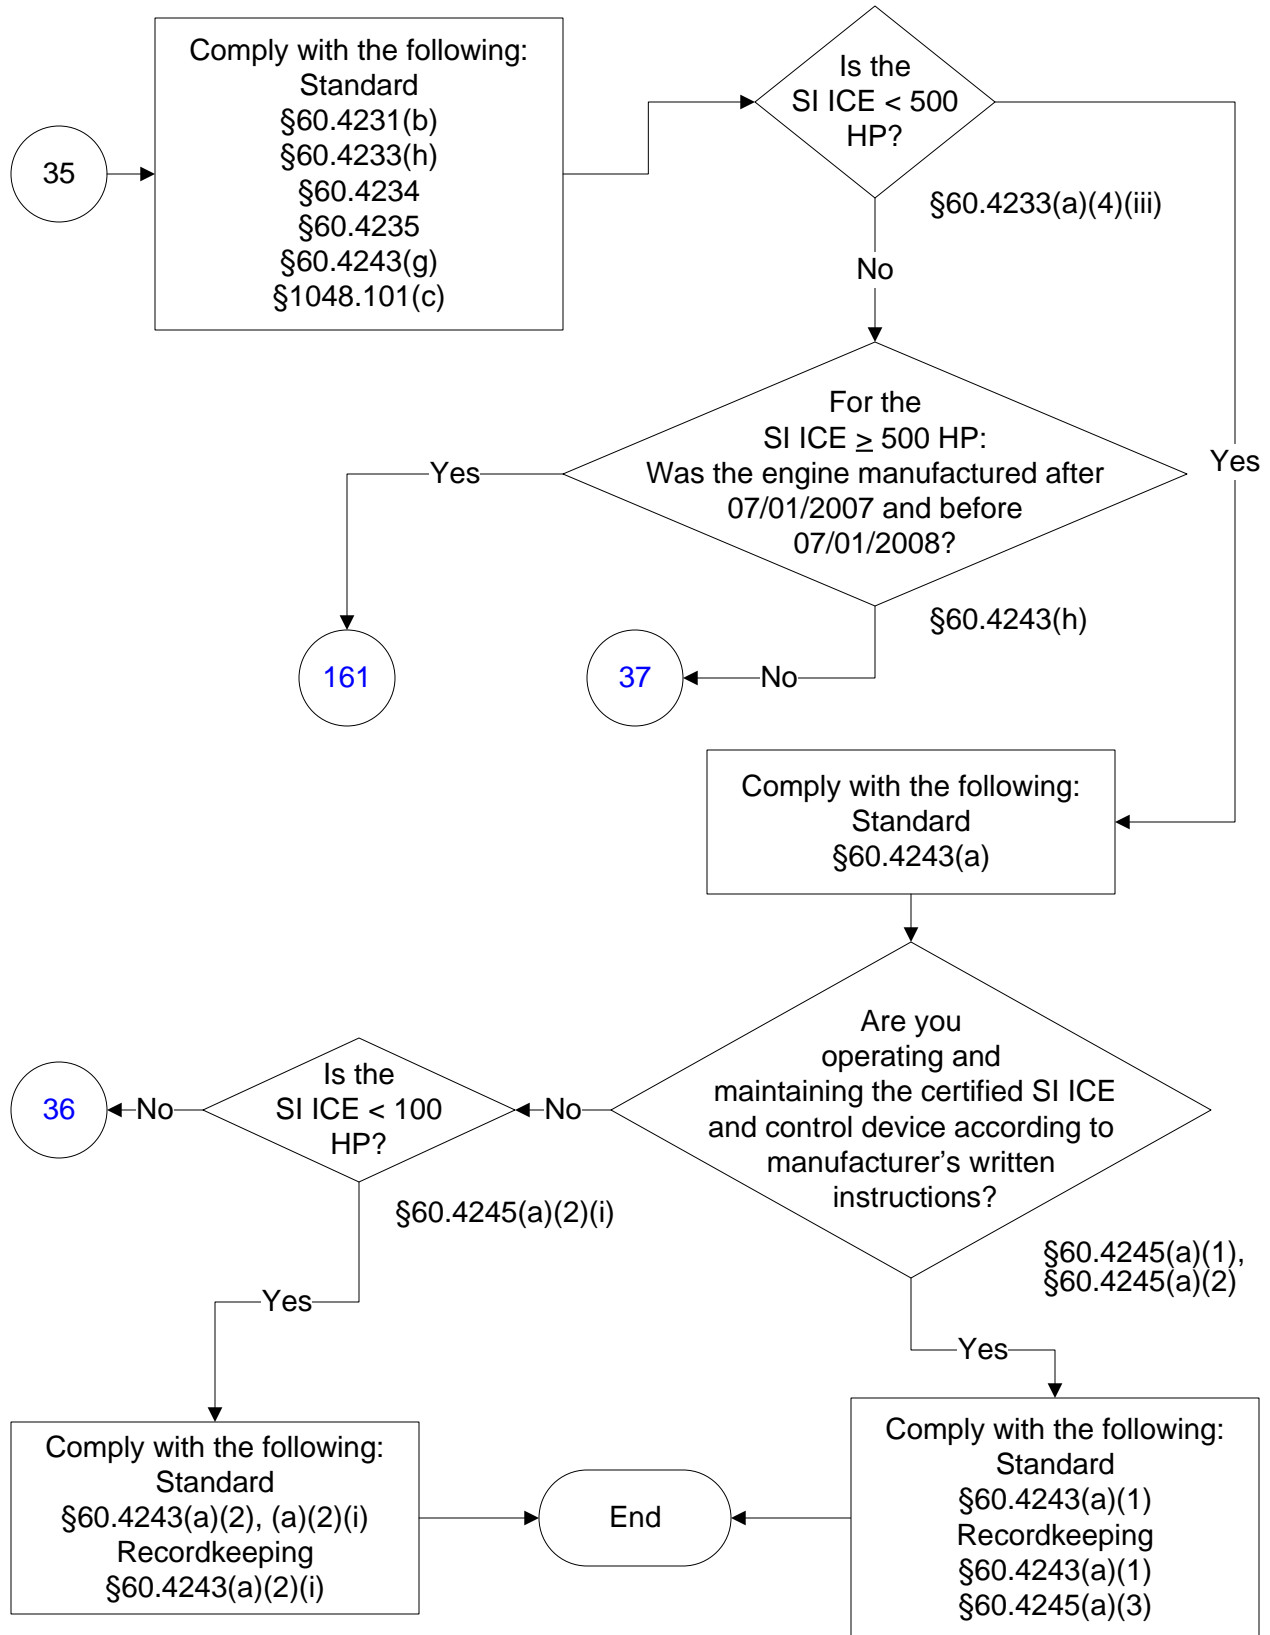 Comply with the following:
Standard
§60.4231(b)
§60.4233(h)
§60.4234
§60.4235
§60.4243(g)
§1048.101(c)
35
Is the
SI ICE < 500
HP?
§60.4233(a)(4)(iii)
No
Yes
For the
SI ICE ≥ 500 HP:
Was the engine manufactured after
07/01/2007 and before
07/01/2008?
Yes
§60.4243(h)
161
37
No
Comply with the following:
Standard
§60.4243(a)
Are you
operating and
maintaining the certified SI ICE
and control device according to
manufacturer's written
instructions?
No
Is the
SI ICE < 100
HP?
No
36
§60.4245(a)(2)(i)
§60.4245(a)(1),
§60.4245(a)(2)
Yes
Yes
Comply with the following:
Standard
§60.4243(a)(2), (a)(2)(i)
Recordkeeping
§60.4243(a)(2)(i)
End
Comply with the following:
Standard
§60.4243(a)(1)
Recordkeeping
§60.4243(a)(1)
§60.4245(a)(3)